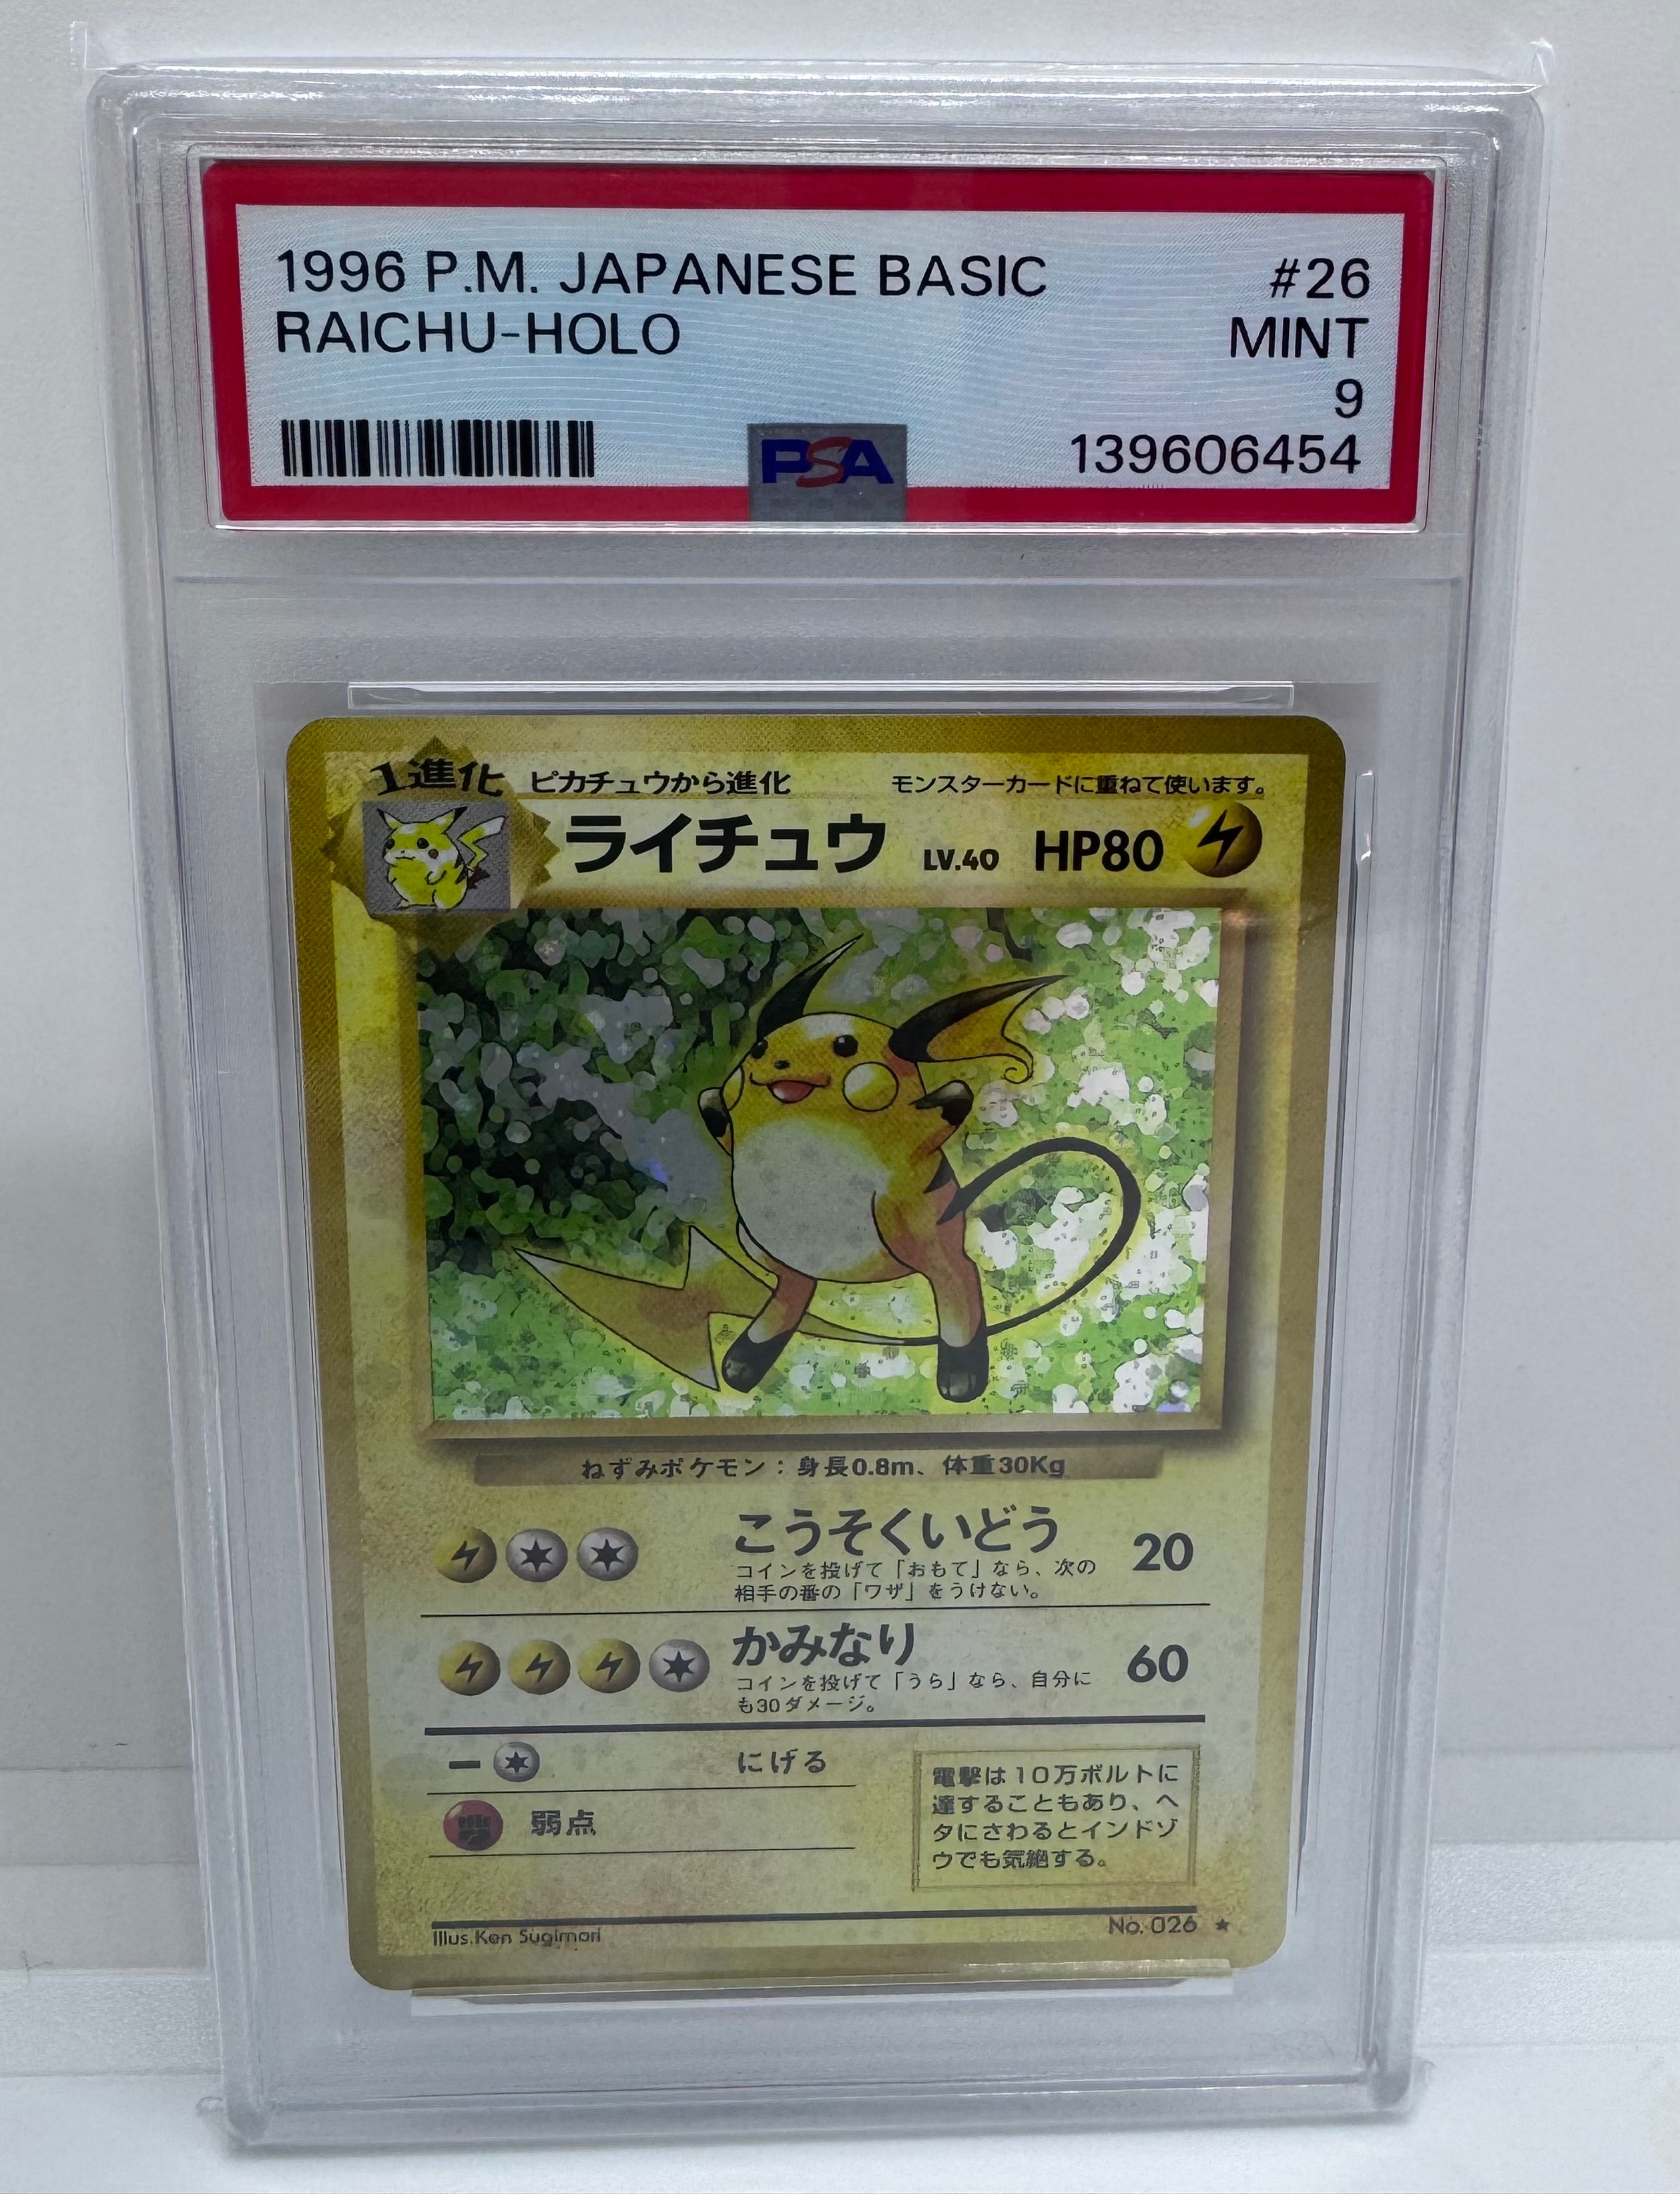 1996 P.M. JAPANESE BASIC #26
RAICHU-HOLO MINT
9
PSA 139606454
1進化 ピカチュウから進化 モンスターカードに重ねて使います。
ライチュウ LV.40 HP80
ねずみポケモン：身長0.8m、体重30Kg
こうそくいどう 20
コインを投げて「おもて」なら、次の
相手の番の「ワザ」をうけない。
かみなり 60
コインを投げて「うら」なら、自分に
も30ダメージ。
にげる
弱点
電撃は10万ボルトに
達することもあり、ヘ
タにさわるとインドゾ
ウでも気絶する。
Illus.Ken Sugimori No. 026 ★